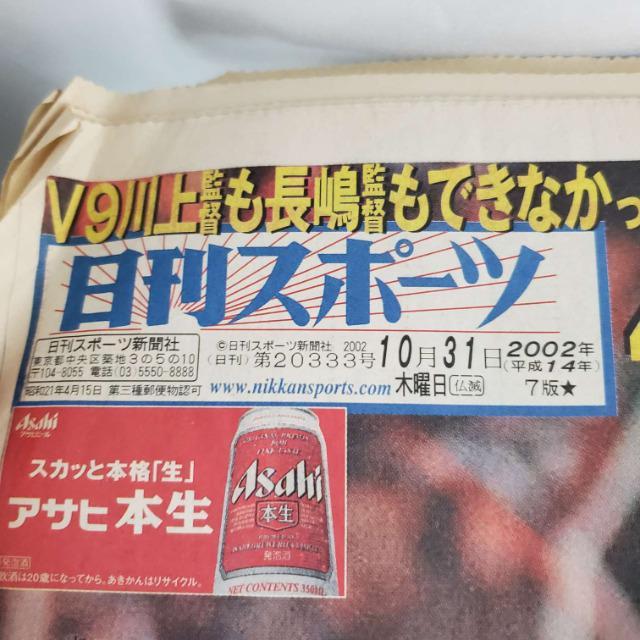 V9川上監督も長嶋監督もできなかっ
日刊スポーツ
日刊スポーツ新聞社
東京都中央区築地3の5の10
〒104-8055 電話(03)5550-8888
昭和21年4月15日 第三種郵便物認可
©日刊スポーツ新聞社 2002
(日刊) 第20333号 10月31日 2002年
(平成14年)
www.nikkansports.com 木曜日 仏滅 7版★
Asahi
アサヒビール
スカッと本格「生」
アサヒ 本生
Asahi
本生
発泡酒
NET CONTENTS 350ml
発泡酒
飲酒は20歳になってから。あきかんはリサイクル。